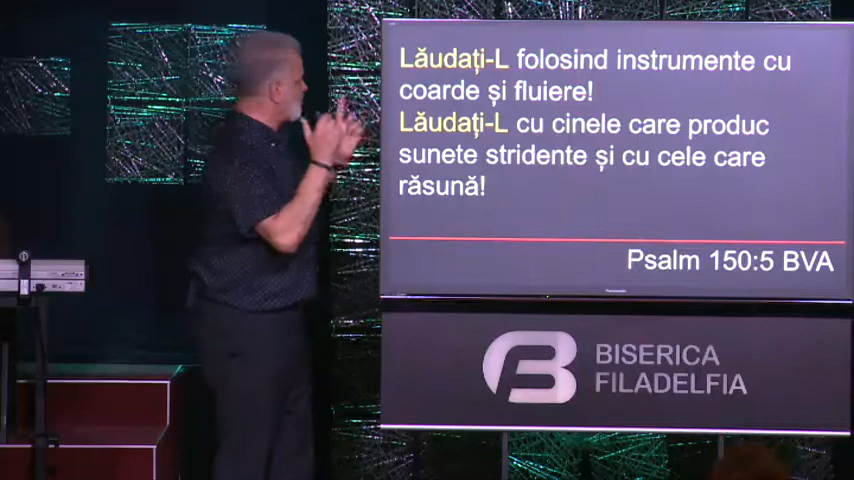 Lăudați-L folosind instrumente cu
coarde și fluiere!
Lăudați-L cu cinele care produc
sunete stridente și cu cele care
răsună!
Psalm 150:5 BVA
BISERICA
FILADELFIA